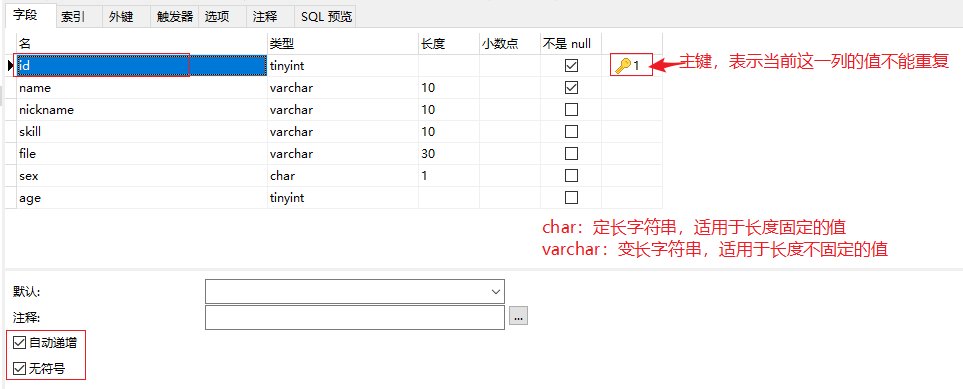 字段 索引 外键 触发器 选项 注释 SQL 预览
名 类型 长度 小数点 不是 null
id tinyint 1 主键，表示当前这一列的值不能重复
name varchar 10
nickname varchar 10
skill varchar 10
file varchar 30
sex char 1
age tinyint
char：定长字符串，适用于长度固定的值
varchar：变长字符串，适用于长度不固定的值
默认:
注释: ...
自动递增
无符号